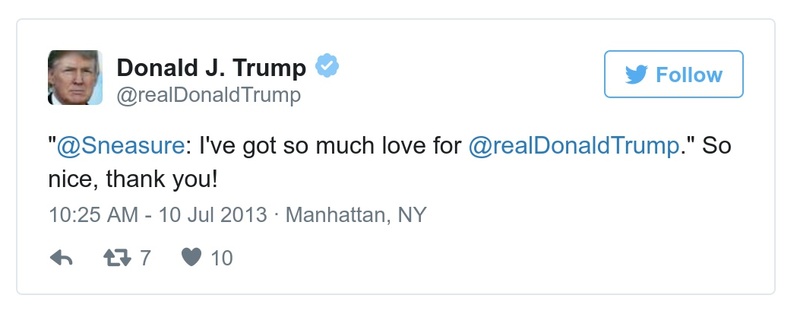 Donald J. Trump
Follow
@realDonaldTrump
"@Sneasure: I've got so much love for @realDonaldTrump." So
nice, thank you!
10:25 AM - 10 Jul 2013 · Manhattan, NY
7 10